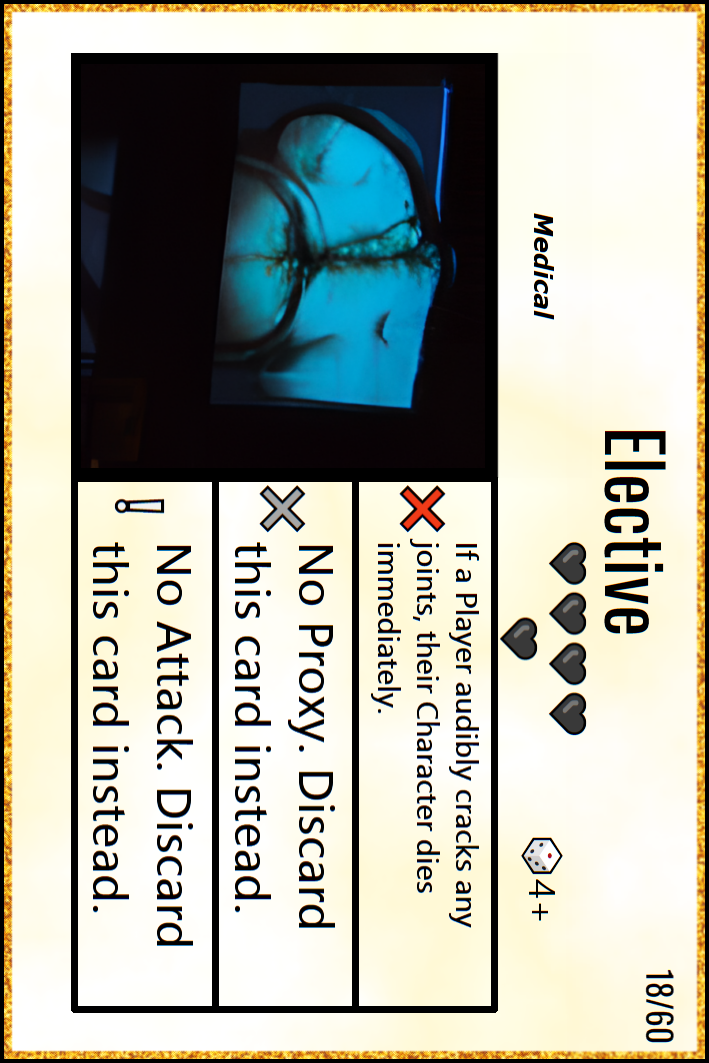 Elective
18/60
Medical
4+
If a Player audibly cracks any
joints, their Character dies
immediately.
No Proxy. Discard
this card instead.
No Attack. Discard
this card instead.